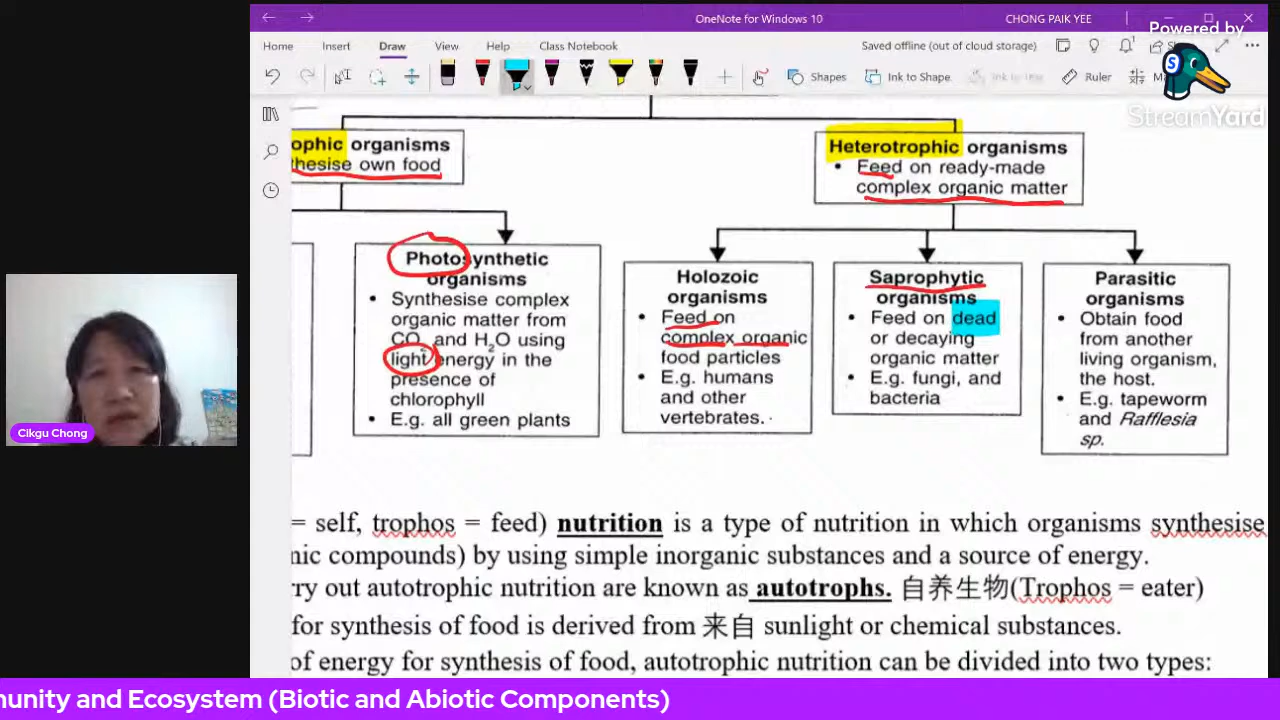 OneNote for Windows 10
CHONG PAIK YEE
Powered by
StreamYard
Home Insert Draw View Help Class Notebook
Saved offline (out of cloud storage)
Shapes Ink to Shape Ink to Ruler
ophic organisms
hesise own food
Heterotrophic organisms
• Feed on ready-made
complex organic matter
Photosynthetic
organisms
• Synthesise complex
organic matter from
CO₂ and H₂O using
light energy in the
presence of
chlorophyll
• E.g. all green plants
Holozoic
organisms
• Feed on
complex organic
food particles
• E.g. humans
and other
vertebrates.
Saprophytic
organisms
• Feed on dead
or decaying
organic matter
• E.g. fungi, and
bacteria
Parasitic
organisms
• Obtain food
from another
living organism,
the host.
• E.g. tapeworm
and Rafflesia
sp.
Cikgu Chong
= self, trophos = feed) nutrition is a type of nutrition in which organisms synthesise
nic compounds) by using simple inorganic substances and a source of energy.
rry out autotrophic nutrition are known as autotrophs. 自养生物(Trophos = eater)
for synthesis of food is derived from 来自 sunlight or chemical substances.
of energy for synthesis of food, autotrophic nutrition can be divided into two types:
munity and Ecosystem (Biotic and Abiotic Components)